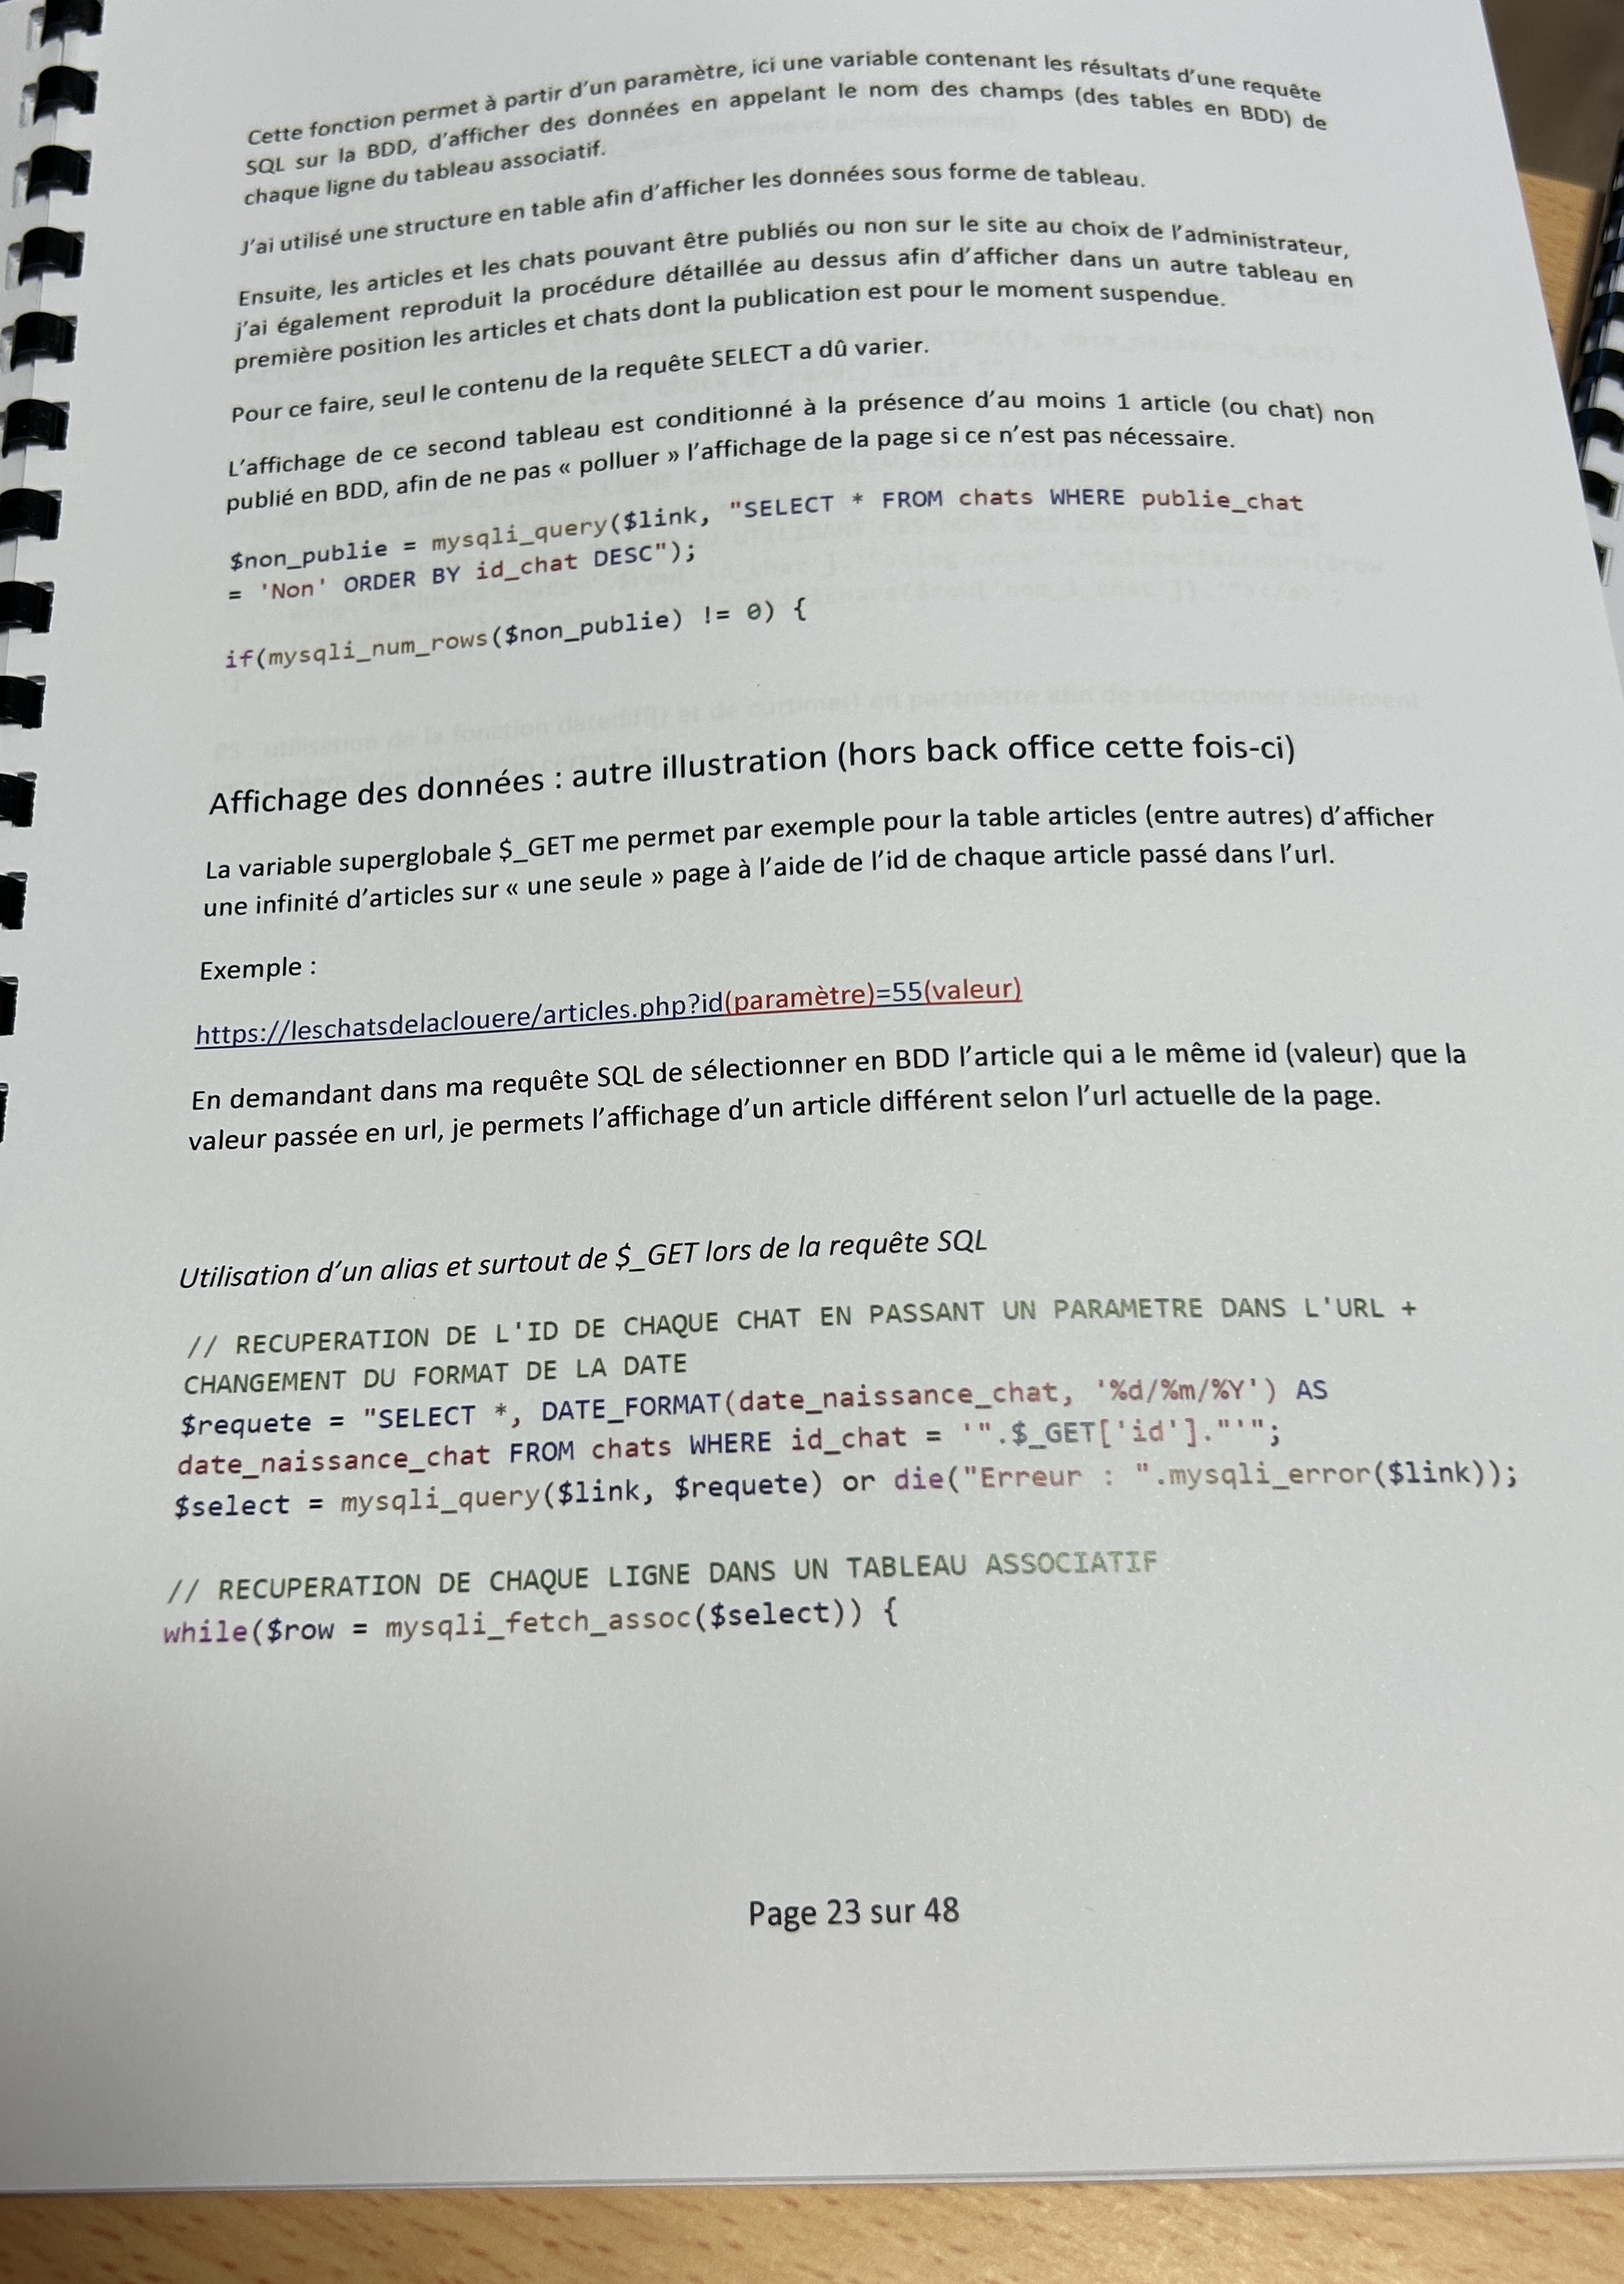 Cette fonction permet à partir d'un paramètre, ici une variable contenant les résultats d'une requête
SQL sur la BDD, d'afficher des données en appelant le nom des champs (des tables en BDD) de
chaque ligne du tableau associatif.
J'ai utilisé une structure en table afin d'afficher les données sous forme de tableau.
Ensuite, les articles et les chats pouvant être publiés ou non sur le site au choix de l'administrateur,
j'ai également reproduit la procédure détaillée au dessus afin d'afficher dans un autre tableau en
première position les articles et chats dont la publication est pour le moment suspendue.
Pour ce faire, seul le contenu de la requête SELECT a dû varier.
L'affichage de ce second tableau est conditionné à la présence d'au moins 1 article (ou chat) non
publié en BDD, afin de ne pas « polluer » l'affichage de la page si ce n'est pas nécessaire.
$non_publie = mysqli_query($link, "SELECT * FROM chats WHERE publie_chat
= 'Non' ORDER BY id_chat DESC");
if(mysqli_num_rows($non_publie) != 0) {
Affichage des données : autre illustration (hors back office cette fois-ci)
La variable superglobale $_GET me permet par exemple pour la table articles (entre autres) d'afficher
une infinité d'articles sur « une seule » page à l'aide de l'id de chaque article passé dans l'url.
Exemple :
https://leschatsdelaclouere/articles.php?id(paramètre)=55(valeur)
En demandant dans ma requête SQL de sélectionner en BDD l'article qui a le même id (valeur) que la
valeur passée en url, je permets l'affichage d'un article différent selon l'url actuelle de la page.
Utilisation d'un alias et surtout de $_GET lors de la requête SQL
// RECUPERATION DE L'ID DE CHAQUE CHAT EN PASSANT UN PARAMETRE DANS L'URL +
CHANGEMENT DU FORMAT DE LA DATE
$requete = "SELECT *, DATE_FORMAT(date_naissance_chat, '%d/%m/%Y') AS
date_naissance_chat FROM chats WHERE id_chat = '".$_GET['id']."'";
$select = mysqli_query($link, $requete) or die("Erreur : ".mysqli_error($link));
// RECUPERATION DE CHAQUE LIGNE DANS UN TABLEAU ASSOCIATIF
while($row = mysqli_fetch_assoc($select)) {
Page 23 sur 48